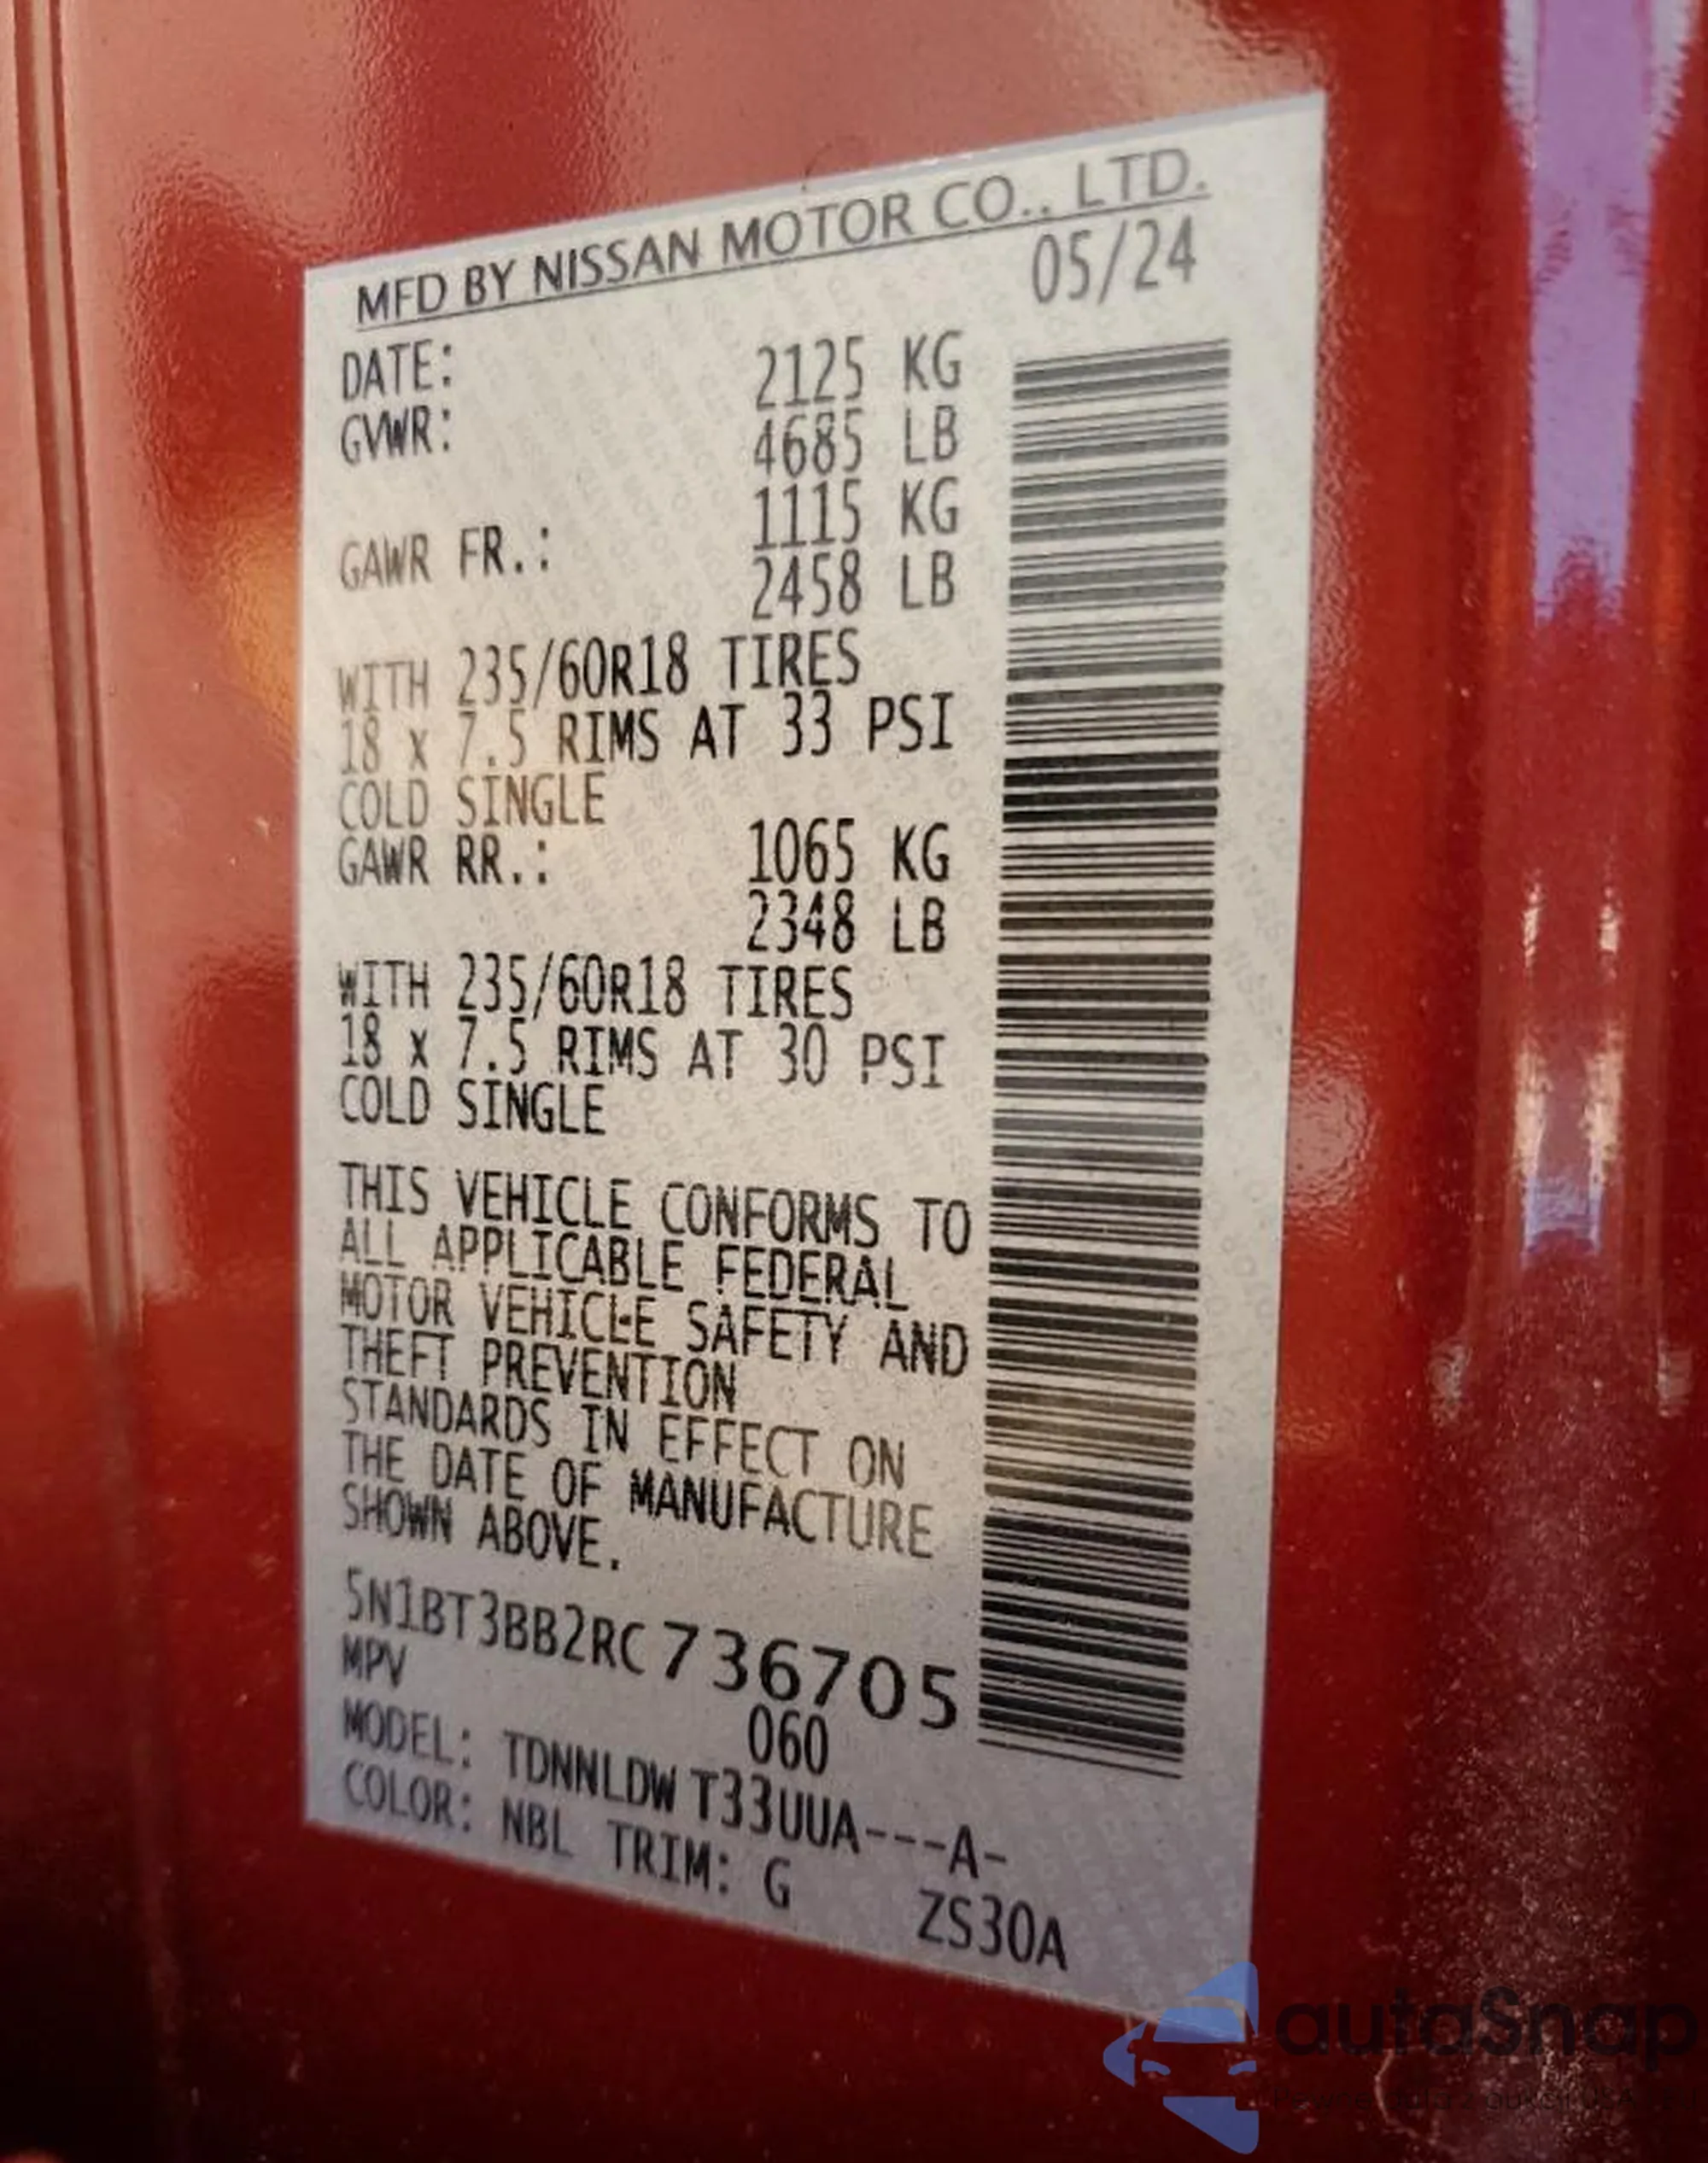 MFD BY NISSAN MOTOR CO., LTD.
DATE: 05/24
GVWR: 2125 KG
4685 LB
GAWR FR.: 1115 KG
2458 LB
WITH 235/60R18 TIRES
18 x 7.5 RIMS AT 33 PSI
COLD SINGLE
GAWR RR.: 1065 KG
2348 LB
WITH 235/60R18 TIRES
18 x 7.5 RIMS AT 30 PSI
COLD SINGLE
THIS VEHICLE CONFORMS TO
ALL APPLICABLE FEDERAL
MOTOR VEHICLE SAFETY AND
THEFT PREVENTION
STANDARDS IN EFFECT ON
THE DATE OF MANUFACTURE
SHOWN ABOVE.
5N1BT3BB2RC736705
MPV 060
MODEL: TDNNLDW T33UUA---A-
COLOR: NBL TRIM: G ZS30A
autaSnap